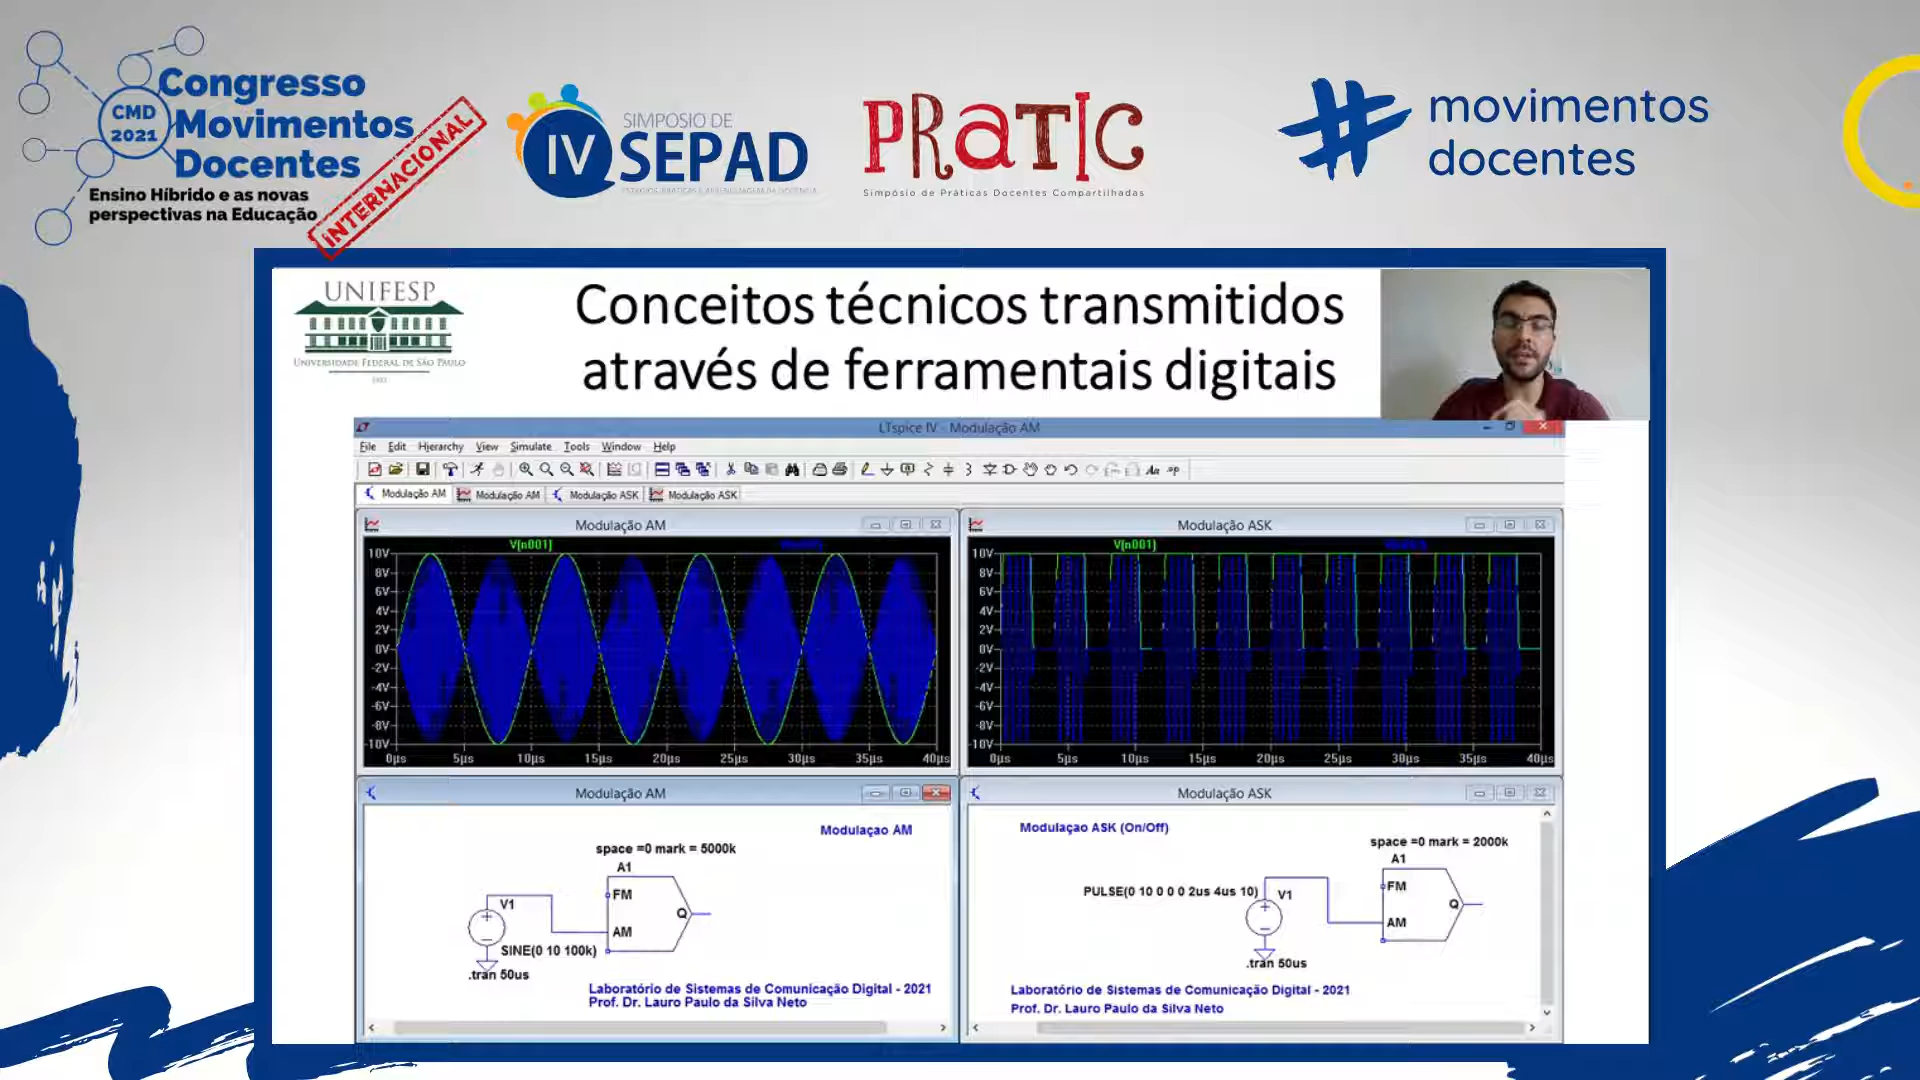 CMD
2021
Congresso
Movimentos
Docentes
INTERNACIONAL
Ensino Híbrido e as novas
perspectivas na Educação
IV
SIMPÓSIO DE
SEPAD
PRATIC
Simpósio de Práticas Docentes Compartilhadas
movimentos
docentes
UNIFESP
UNIVERSIDADE FEDERAL DE SÃO PAULO
Conceitos técnicos transmitidos
através de ferramentais digitais
LTspice IV - Modulação AM
File Edit Hierarchy View Simulate Tools Window Help
Modulação AM Modulação AM Modulação ASK Modulação ASK
Modulação AM
V(n001)
10V
8V
6V
4V
2V
0V
-2V
-4V
-6V
-8V
-10V
0µs 5µs 10µs 15µs 20µs 25µs 30µs 35µs 40µs
Modulação ASK
V(n001)
10V
8V
6V
4V
2V
0V
-2V
-4V
-6V
-8V
-10V
0µs 5µs 10µs 15µs 20µs 25µs 30µs 35µs 40µs
Modulação AM
Modulaçao AM
space =0 mark = 5000k
A1
FM
V1
Q
AM
SINE(0 10 100k)
.tran 50us
Laboratório de Sistemas de Comunicação Digital - 2021
Prof. Dr. Lauro Paulo da Silva Neto
Modulação ASK
Modulaçao ASK (On/Off)
space =0 mark = 2000k
A1
FM
PULSE(0 10 0 0 0 2us 4us 10) V1
Q
AM
.tran 50us
Laboratório de Sistemas de Comunicação Digital - 2021
Prof. Dr. Lauro Paulo da Silva Neto